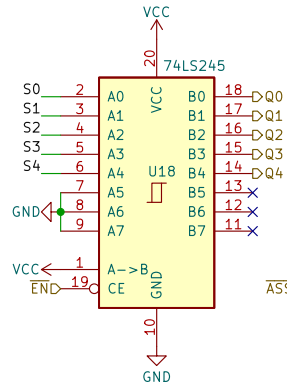 VCC
20
74LS245
S0 2 A0 VCC B0 18 Q0
S1 3 A1 B1 17 Q1
S2 4 A2 B2 16 Q2
S3 5 A3 B3 15 Q3
S4 6 A4 U18 B4 14 Q4
7 A5 B5 13
GND 8 A6 B6 12
9 A7 B7 11
VCC 1 A->B
EN 19 CE GND
10
GND